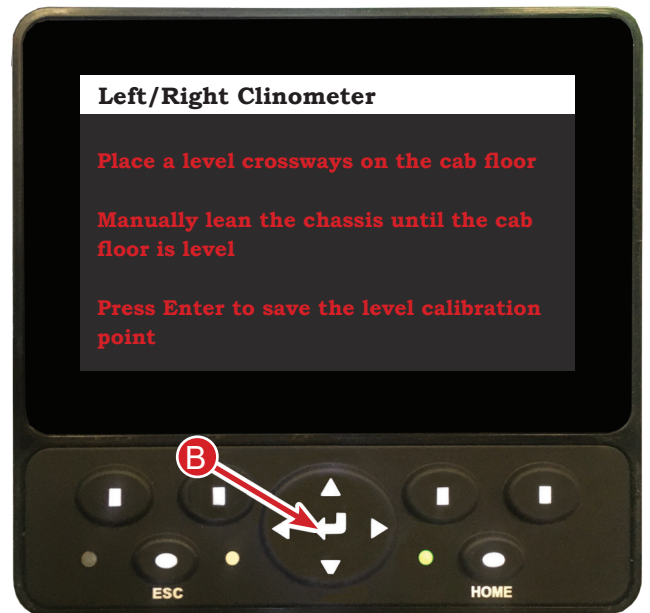 Left/Right Clinometer
Place a level crossways on the cab floor
Manually lean the chassis until the cab
floor is level
Press Enter to save the level calibration
point
B
ESC
HOME